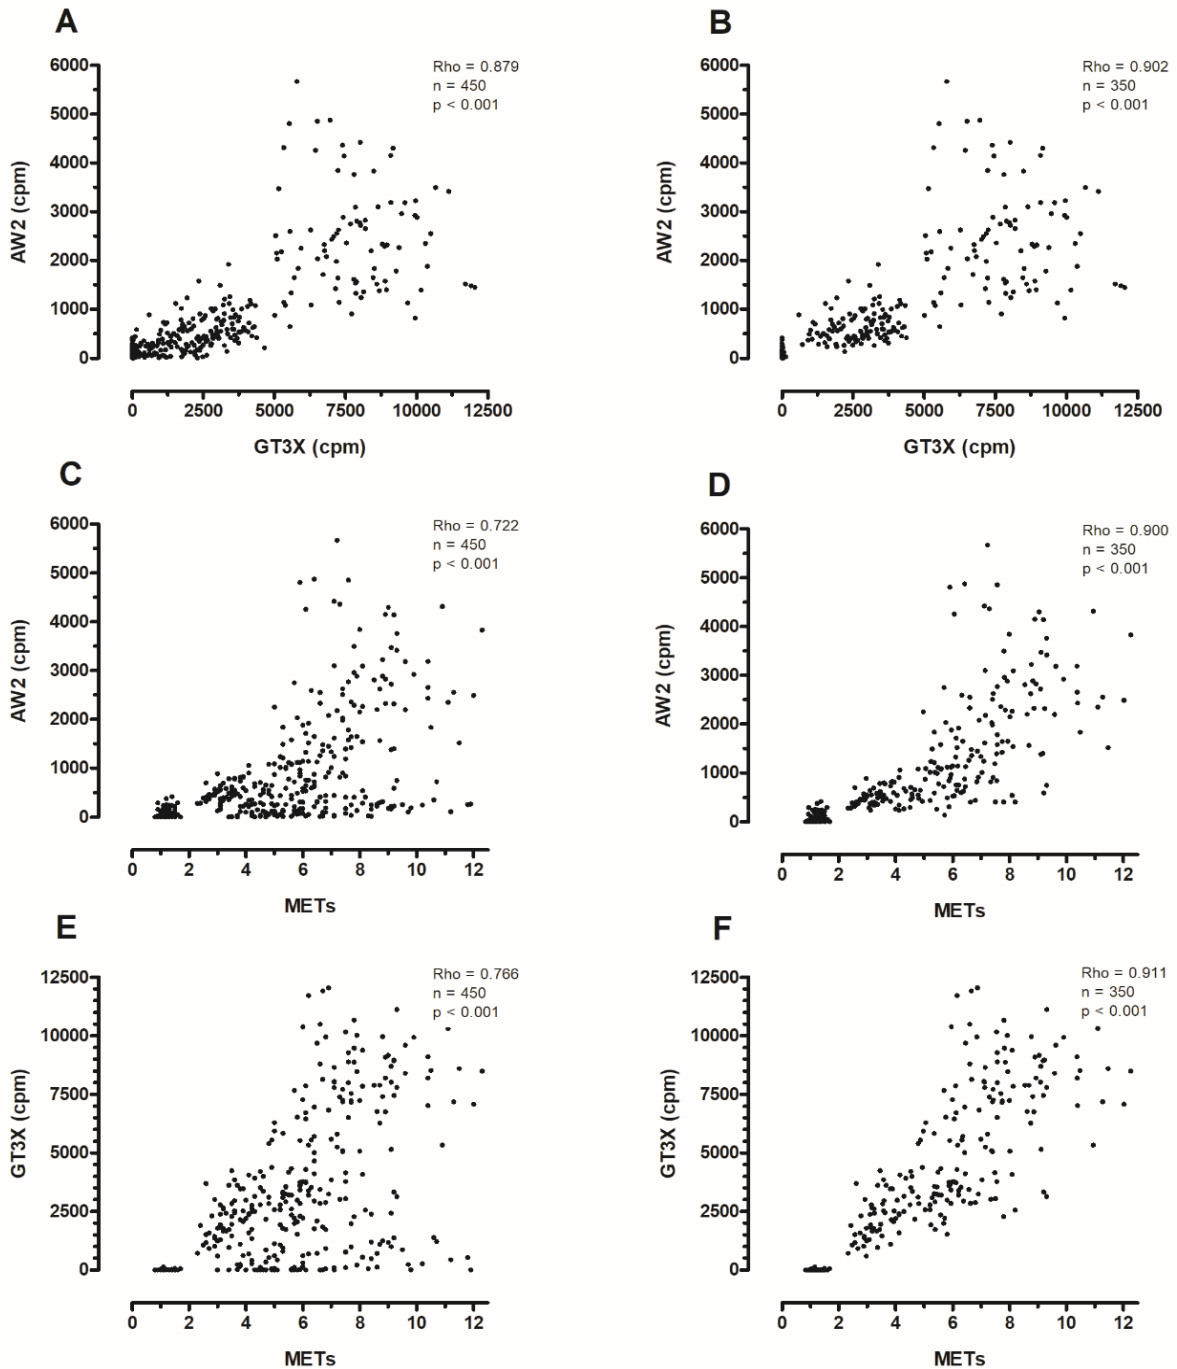 A
Rho = 0.879
n = 450
p < 0.001
6000
5000
4000
3000
2000
1000
0
AW2 (cpm)
0 2500 5000 7500 10000 12500
GT3X (cpm)
B
Rho = 0.902
n = 350
p < 0.001
6000
5000
4000
3000
2000
1000
0
AW2 (cpm)
0 2500 5000 7500 10000 12500
GT3X (cpm)
C
Rho = 0.722
n = 450
p < 0.001
6000
5000
4000
3000
2000
1000
0
AW2 (cpm)
0 2 4 6 8 10 12
METs
D
Rho = 0.900
n = 350
p < 0.001
6000
5000
4000
3000
2000
1000
0
AW2 (cpm)
0 2 4 6 8 10 12
METs
E
Rho = 0.766
n = 450
p < 0.001
12500
10000
7500
5000
2500
0
GT3X (cpm)
0 2 4 6 8 10 12
METs
F
Rho = 0.911
n = 350
p < 0.001
12500
10000
7500
5000
2500
0
GT3X (cpm)
0 2 4 6 8 10 12
METs